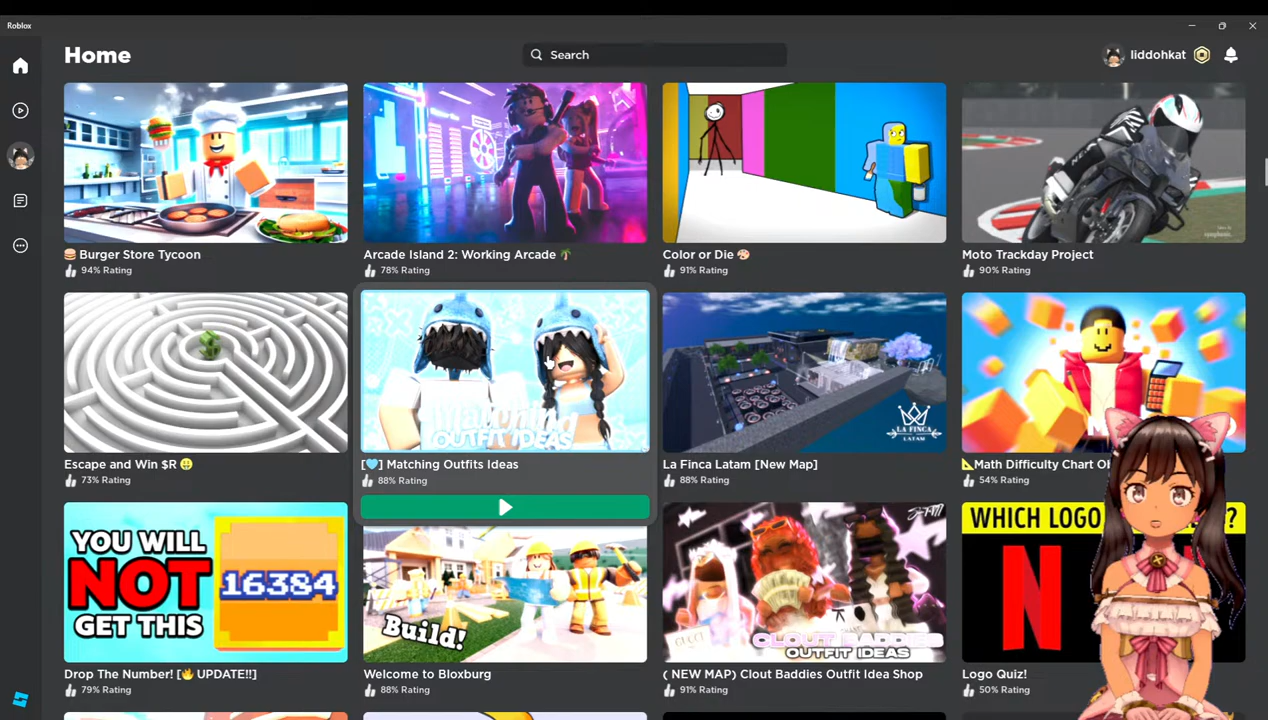 Roblox
Home
Search
liddohkat
🍔 Burger Store Tycoon
94% Rating
Arcade Island 2: Working Arcade 🌴
78% Rating
Color or Die 🎨
91% Rating
Moto Trackday Project
90% Rating
Matching
OUTFIT IDEAS
LA FINCA
LATAM
Escape and Win $R 🤑
73% Rating
[🩵] Matching Outfits Ideas
88% Rating
La Finca Latam [New Map]
88% Rating
📐Math Difficulty Chart
54% Rating
YOU WILL
NOT
GET THIS
16384
Build!
CLOUT BADDIES
OUTFIT IDEAS
WHICH LOGO ?
Drop The Number! [🔥 UPDATE!!]
79% Rating
Welcome to Bloxburg
88% Rating
( NEW MAP) Clout Baddies Outfit Idea Shop
91% Rating
Logo Quiz!
50% Rating